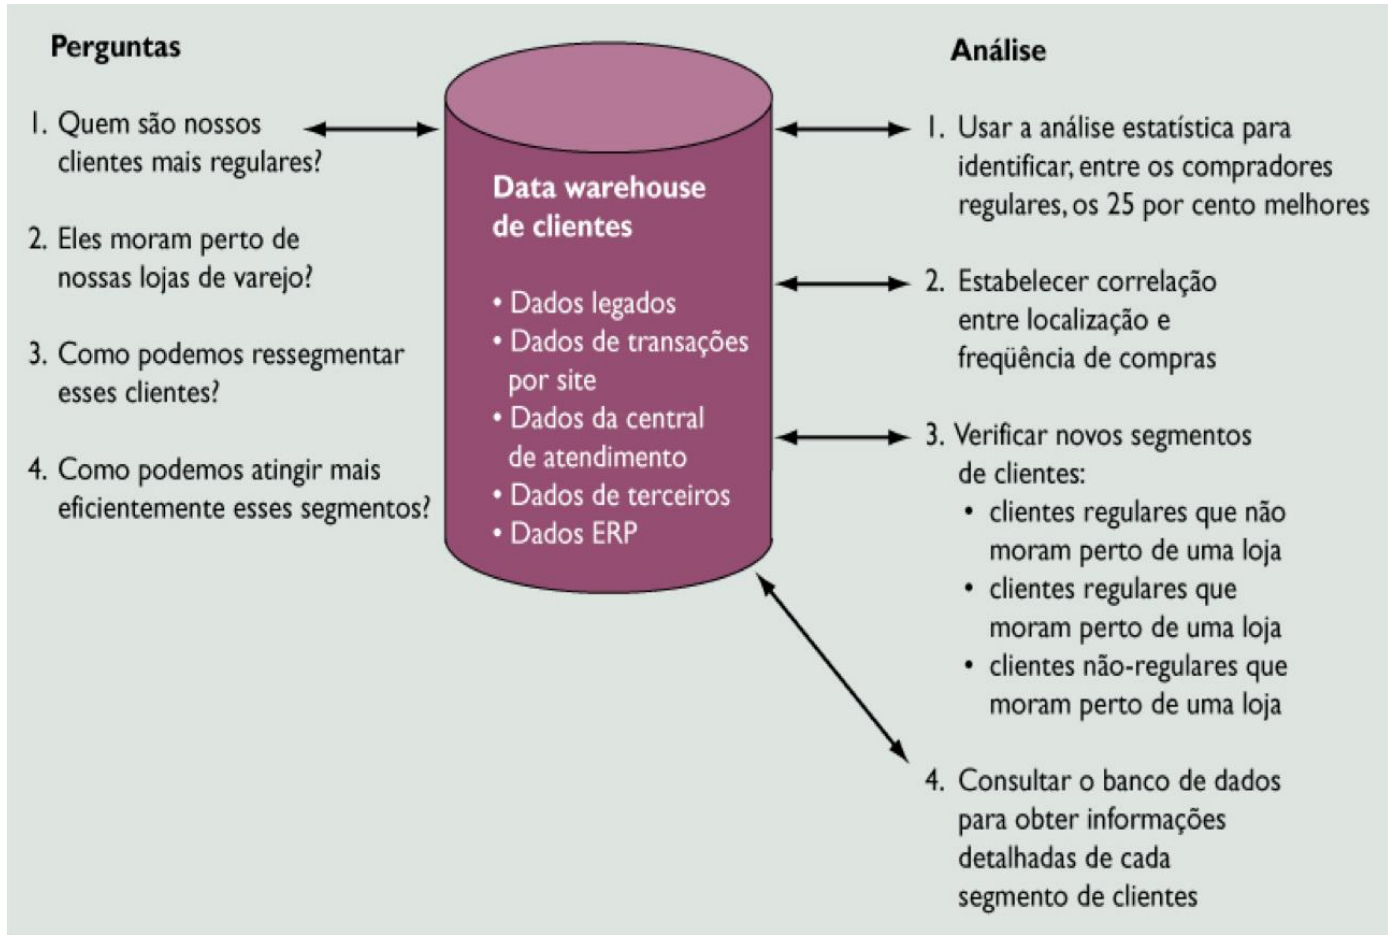 Perguntas
1. Quem são nossos
clientes mais regulares?
2. Eles moram perto de
nossas lojas de varejo?
3. Como podemos ressegmentar
esses clientes?
4. Como podemos atingir mais
eficientemente esses segmentos?
Data warehouse
de clientes
• Dados legados
• Dados de transações
por site
• Dados da central
de atendimento
• Dados de terceiros
• Dados ERP
Análise
1. Usar a análise estatística para
identificar, entre os compradores
regulares, os 25 por cento melhores
2. Estabelecer correlação
entre localização e
freqüência de compras
3. Verificar novos segmentos
de clientes:
• clientes regulares que não
moram perto de uma loja
• clientes regulares que
moram perto de uma loja
• clientes não-regulares que
moram perto de uma loja
4. Consultar o banco de dados
para obter informações
detalhadas de cada
segmento de clientes